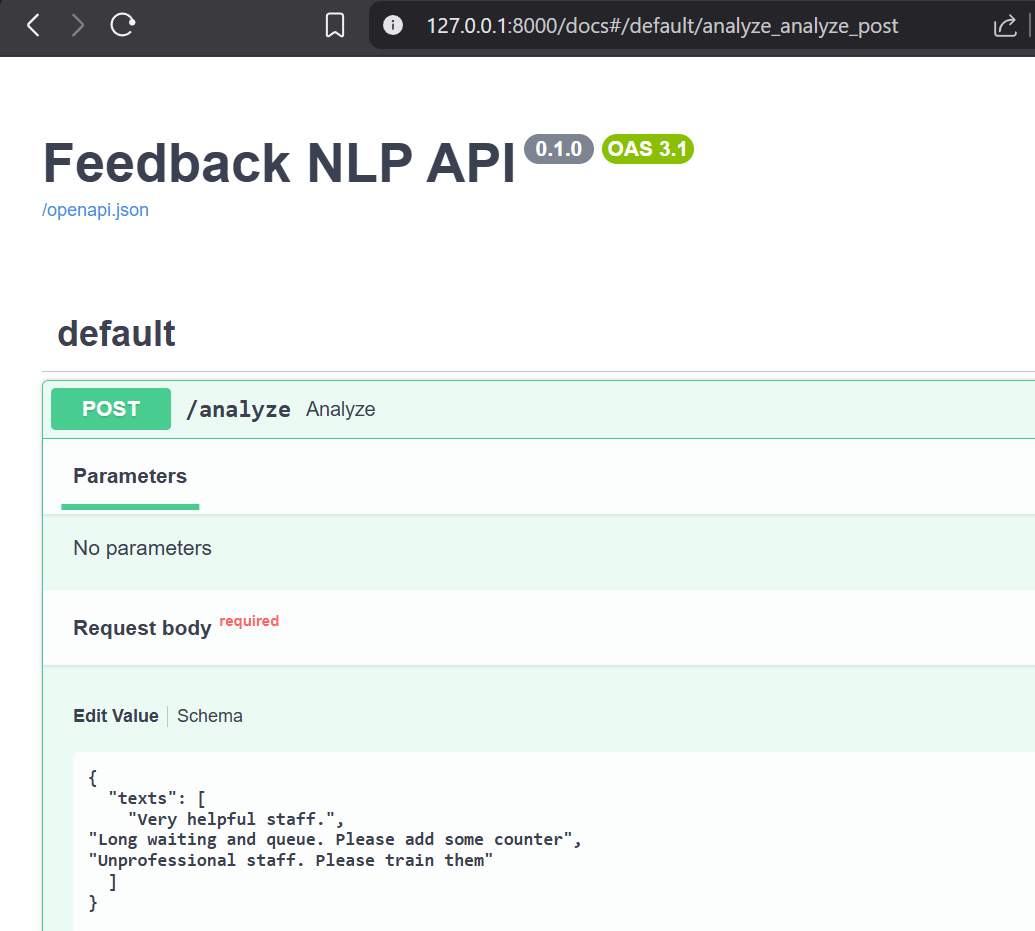 127.0.0.1:8000/docs#/default/analyze_analyze_post
Feedback NLP API 0.1.0 OAS 3.1
/openapi.json
default
POST /analyze Analyze
Parameters
No parameters
Request body required
Edit Value Schema
{
"texts": [
"Very helpful staff.",
"Long waiting and queue. Please add some counter",
"Unprofessional staff. Please train them"
]
}